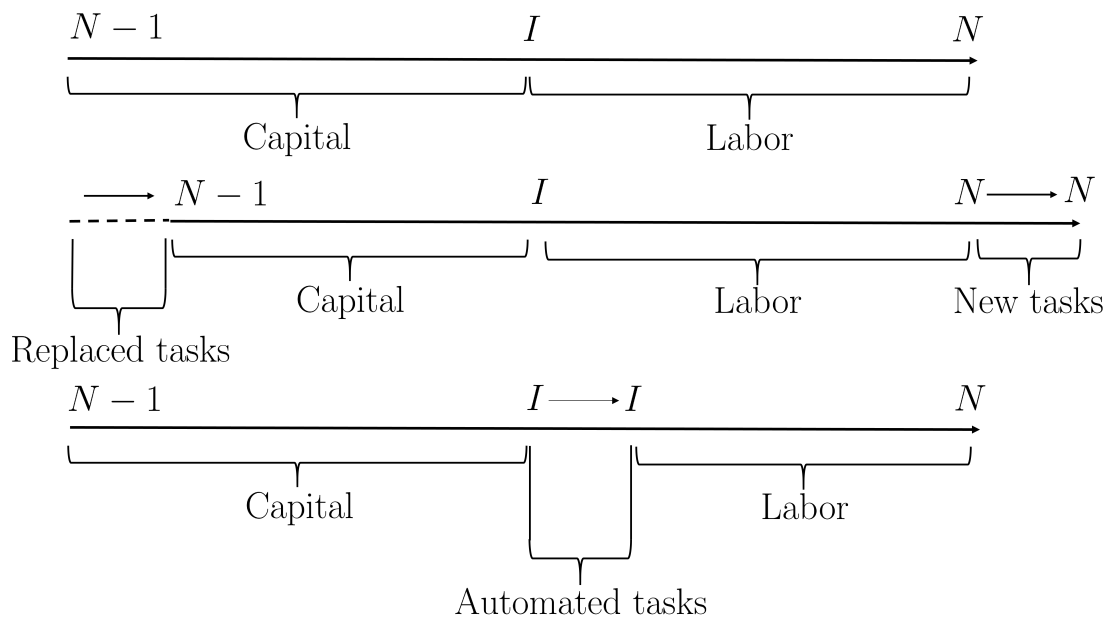 N − 1 I N
Capital Labor
N − 1 I N N
Capital Labor New tasks
Replaced tasks
N − 1 I I N
Capital Labor
Automated tasks